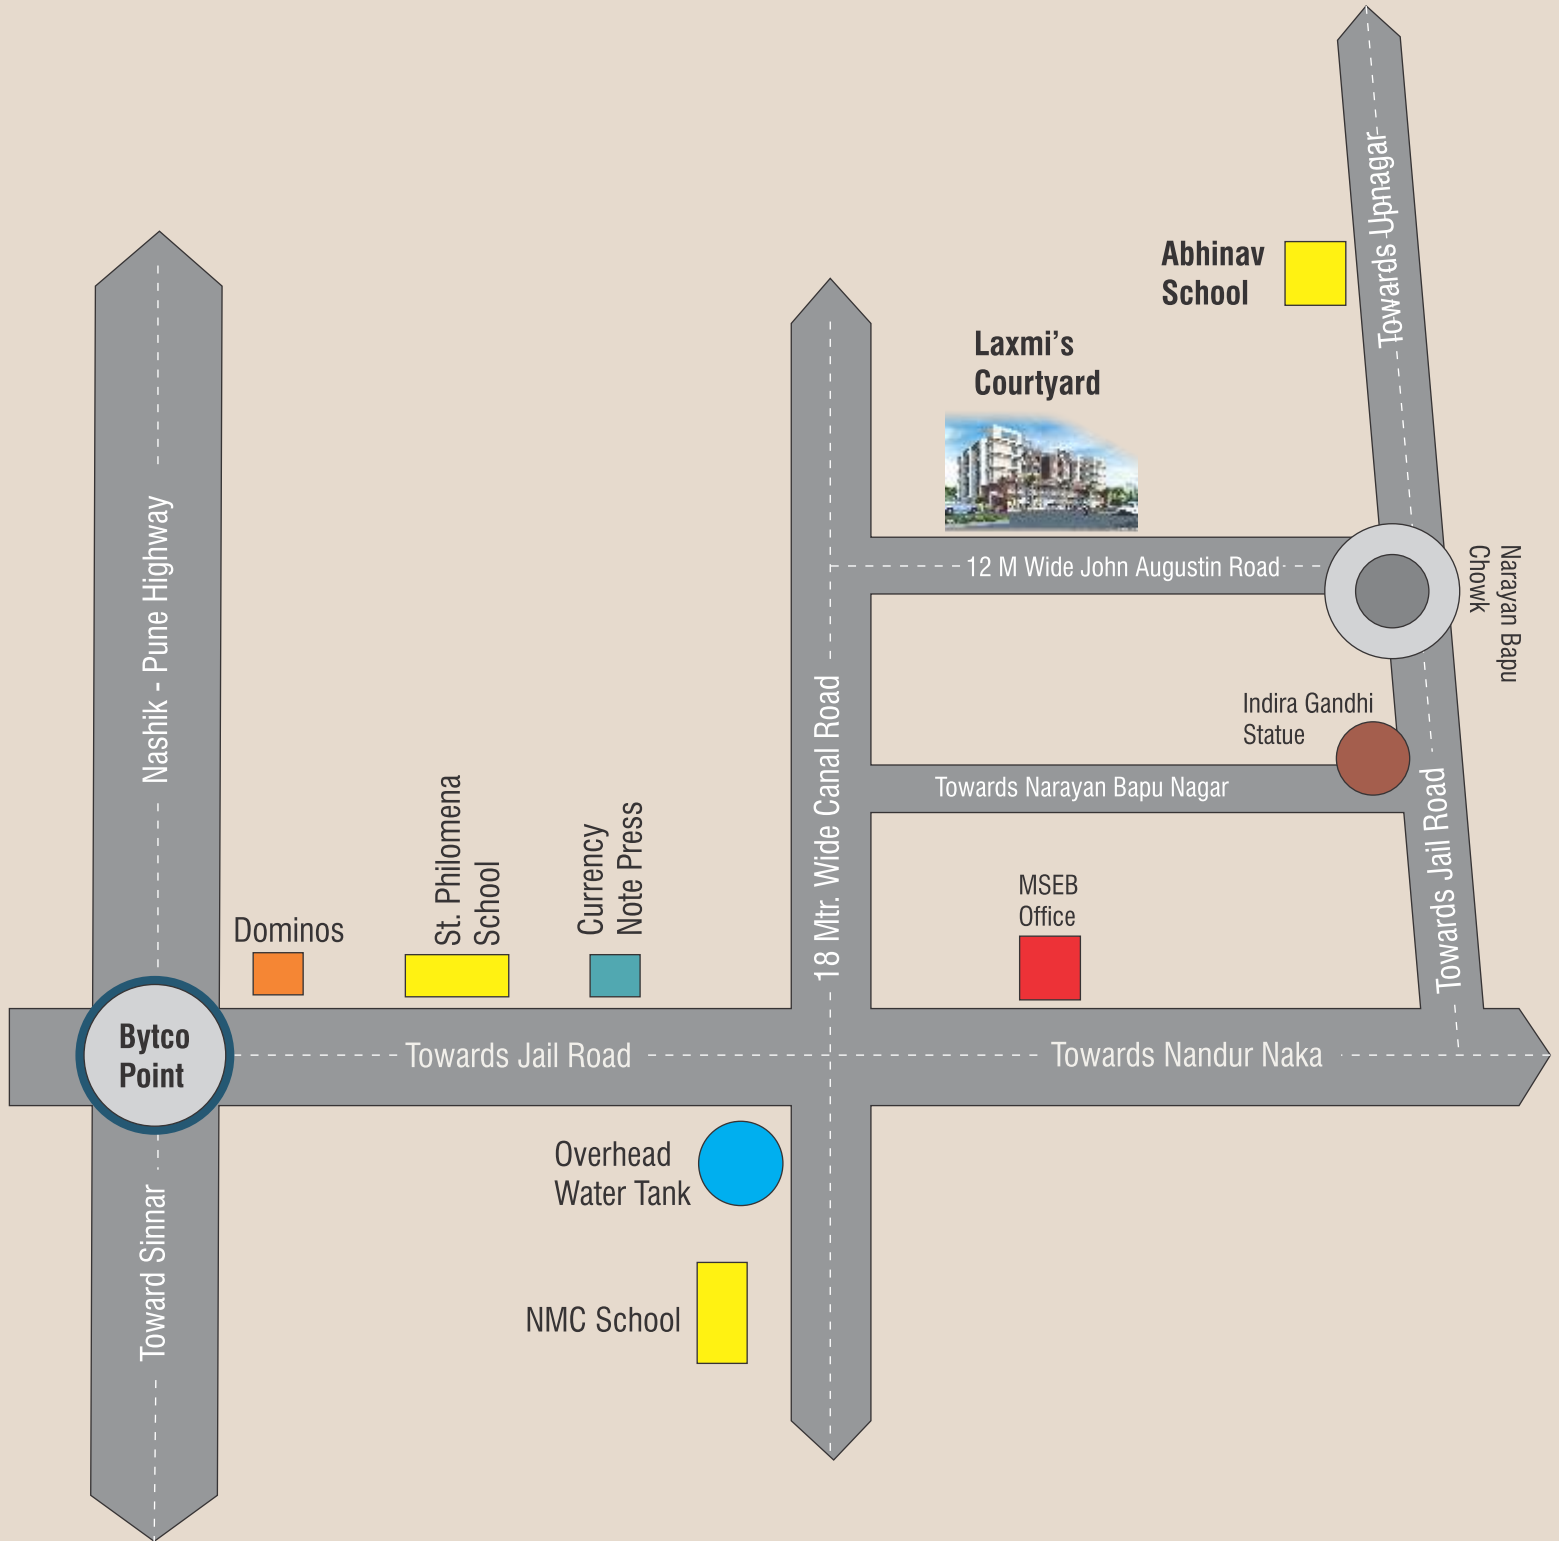 Towards Upnagar
Abhinav
School
Laxmi’s
Courtyard
Nashik - Pune Highway
12 M Wide John Augustin Road
Narayan Bapu
Chowk
Indira Gandhi
Statue
18 Mtr. Wide Canal Road
Towards Narayan Bapu Nagar
Towards Jail Road
St. Philomena
School
Currency
Note Press
MSEB
Office
Dominos
Bytco
Point
Towards Jail Road
Towards Nandur Naka
Overhead
Water Tank
Toward Sinnar
NMC School